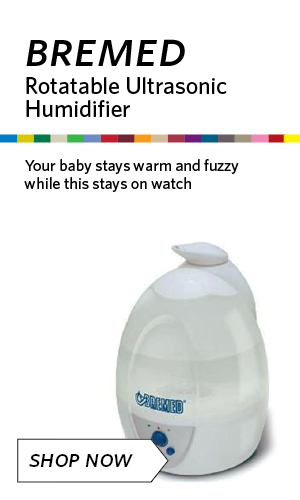 BREMED
Rotatable Ultrasonic
Humidifier
Your baby stays warm and fuzzy
while this stays on watch
BREMED
SHOP NOW